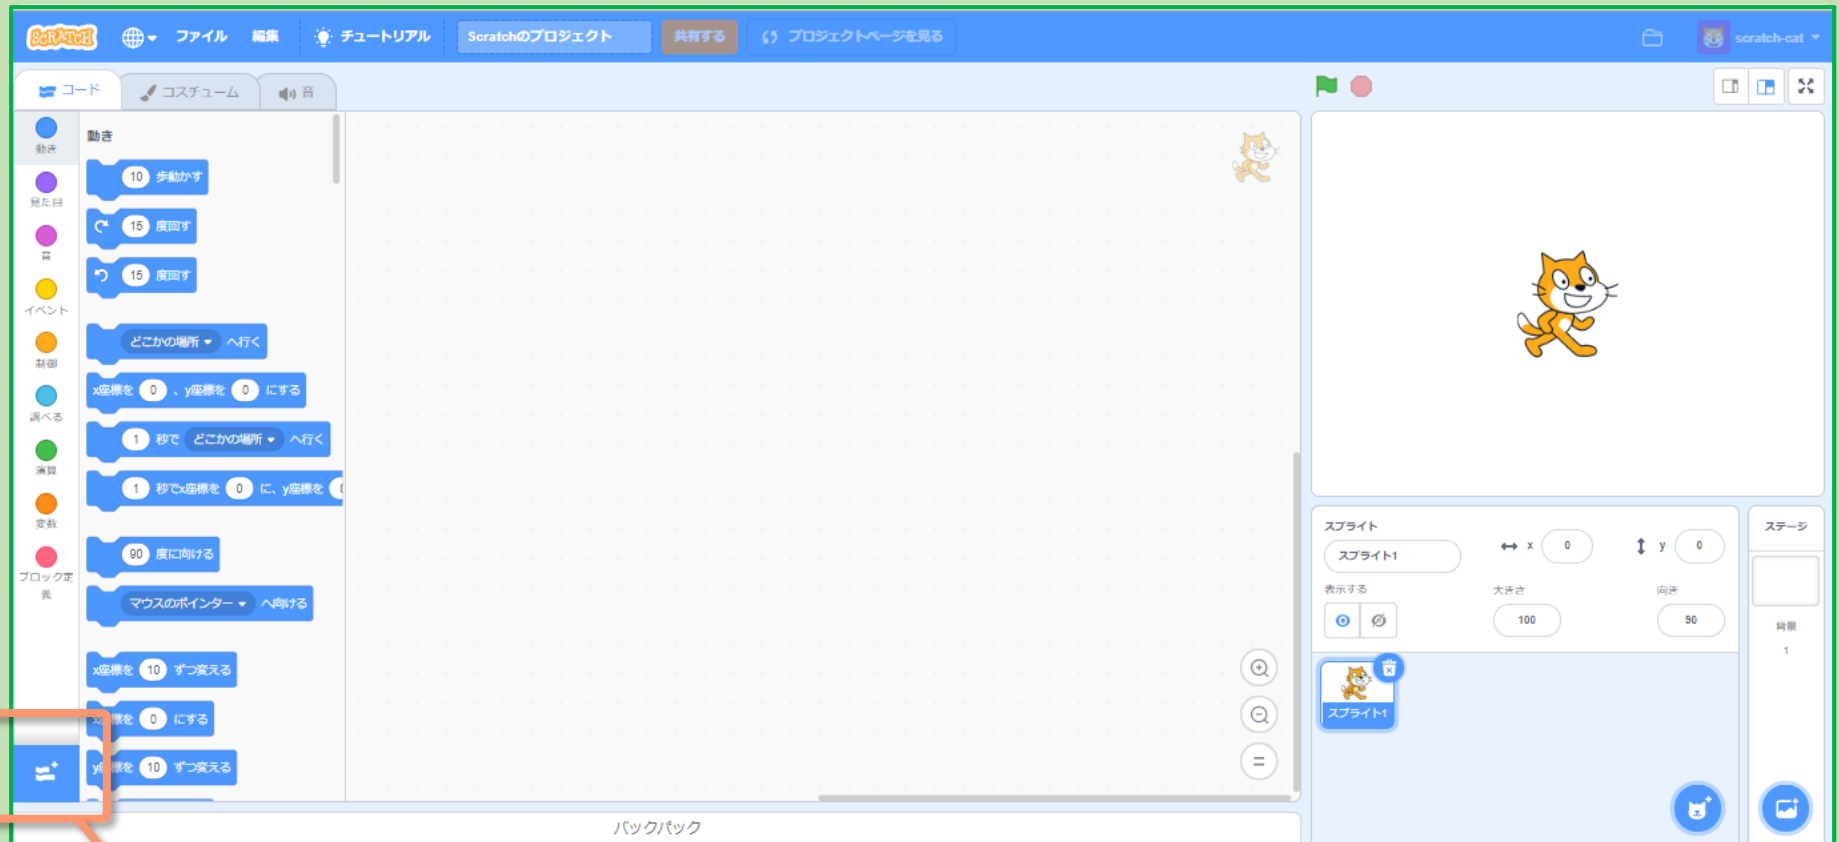 SCRATCH ファイル 編集 チュートリアル Scratchのプロジェクト 共有する プロジェクトページを見る scratch-cat
コード コスチューム 音
動き
見た目
音
イベント
制御
調べる
演算
変数
ブロック定
義
動き
10 歩動かす
15 度回す
15 度回す
どこかの場所 へ行く
x座標を 0 、y座標を 0 にする
1 秒で どこかの場所 へ行く
1 秒でx座標を 0 に、y座標を
90 度に向ける
マウスのポインター へ向ける
x座標を 10 ずつ変える
x座標を 0 にする
y座標を 10 ずつ変える
バックパック
スプライト
スプライト1
x 0
y 0
表示する
大きさ
100
向き
90
スプライト1
ステージ
背景
1